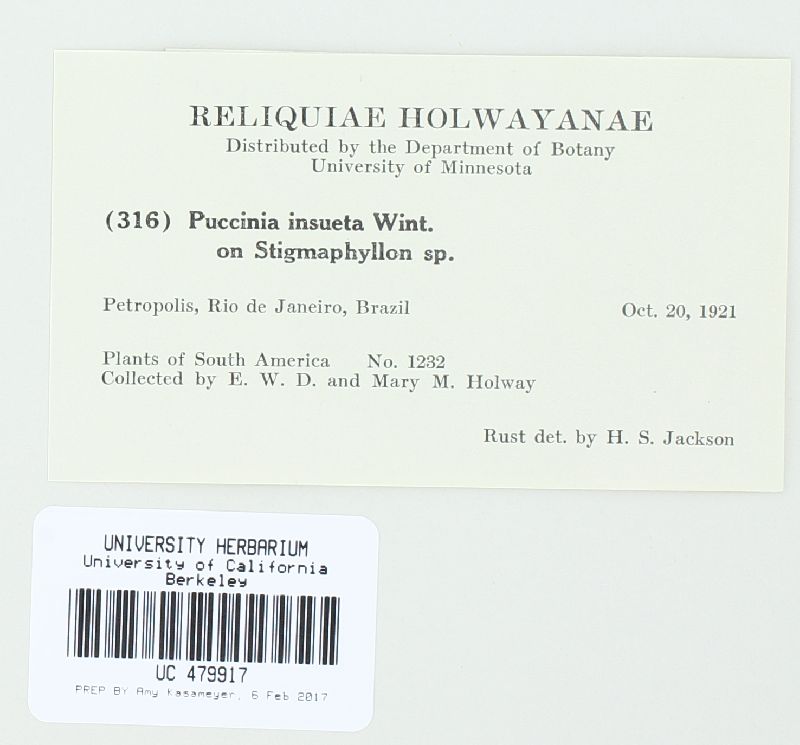 RELIQUIAE HOLWAYANAE
Distributed by the Department of Botany
University of Minnesota
(316) Puccinia insueta Wint.
on Stigmaphyllon sp.
Petropolis, Rio de Janeiro, Brazil Oct. 20, 1921
Plants of South America No. 1232
Collected by E. W. D. and Mary M. Holway
Rust det. by H. S. Jackson
UNIVERSITY HERBARIUM
University of California
Berkeley
UC 479917
PREP BY Amy Kasameyer, 6 Feb 2017